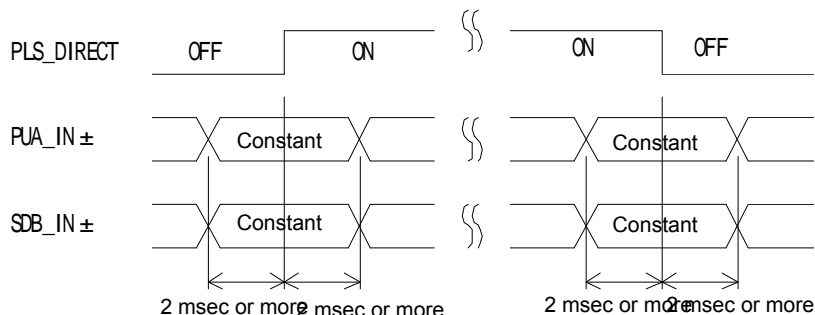 PLS_DIRECT OFF ON ON OFF
PUA_IN ± Constant Constant
SDB_IN ± Constant Constant
2 msec or more 2 msec or more 2 msec or more 2 msec or more